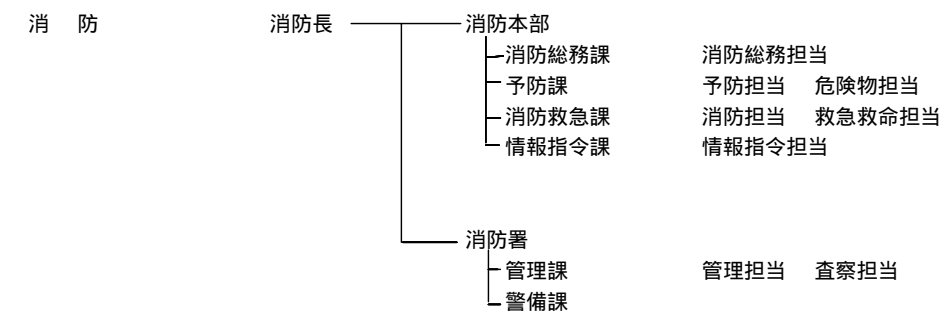 消　防　消防長　消防本部
消防総務課　消防総務担当
予防課　予防担当　危険物担当
消防救急課　消防担当　救急救命担当
情報指令課　情報指令担当
消防署
管理課　管理担当　査察担当
警備課